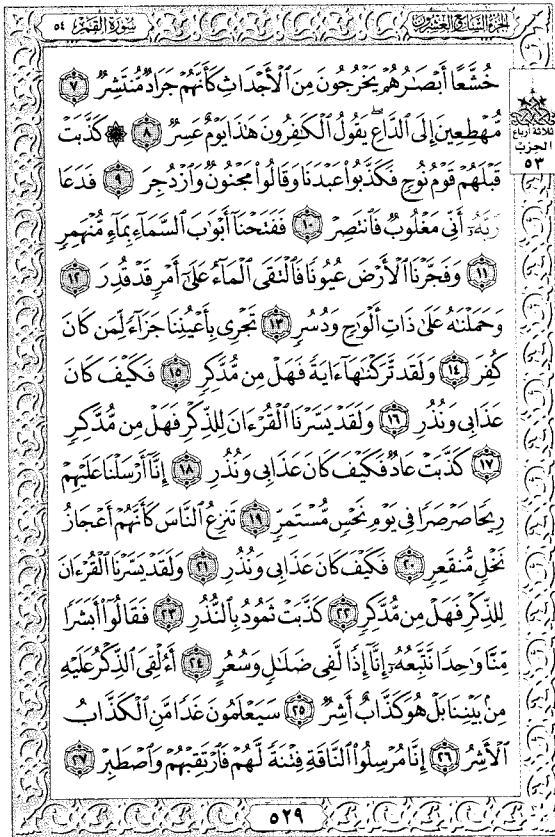 الجزء السابع والعشرون
سورة القمر ٥٤
خُشَّعًا أَبْصَٰرُهُمْ يَخْرُجُونَ مِنَ ٱلْأَجْدَاثِ كَأَنَّهُمْ جَرَادٌ مُّنتَشِرٌ ٧
مُّهْطِعِينَ إِلَى ٱلدَّاعِ ۖ يَقُولُ ٱلْكَٰفِرُونَ هَٰذَا يَوْمٌ عَسِرٌ ٨ ۞ كَذَّبَتْ
قَبْلَهُمْ قَوْمُ نُوحٍ فَكَذَّبُوا۟ عَبْدَنَا وَقَالُوا۟ مَجْنُونٌ وَٱزْدُجِرَ ٩ فَدَعَا
رَبَّهُۥٓ أَنِّى مَغْلُوبٌ فَٱنتَصِرْ ١٠ فَفَتَحْنَآ أَبْوَٰبَ ٱلسَّمَآءِ بِمَآءٍ مُّنْهَمِرٍ
١١ وَفَجَّرْنَا ٱلْأَرْضَ عُيُونًا فَٱلْتَقَى ٱلْمَآءُ عَلَىٰٓ أَمْرٍ قَدْ قُدِرَ ١٢
وَحَمَلْنَٰهُ عَلَىٰ ذَاتِ أَلْوَٰحٍ وَدُسُرٍ ١٣ تَجْرِى بِأَعْيُنِنَا جَزَآءً لِّمَن كَانَ
كُفِرَ ١٤ وَلَقَد تَّرَكْنَٰهَآ ءَايَةً فَهَلْ مِن مُّدَّكِرٍ ١٥ فَكَيْفَ كَانَ
عَذَابِى وَنُذُرِ ١٦ وَلَقَدْ يَسَّرْنَا ٱلْقُرْءَانَ لِلذِّكْرِ فَهَلْ مِن مُّدَّكِرٍ
١٧ كَذَّبَتْ عَادٌ فَكَيْفَ كَانَ عَذَابِى وَنُذُرِ ١٨ إِنَّآ أَرْسَلْنَا عَلَيْهِمْ
رِيحًا صَرْصَرًا فِى يَوْمِ نَحْسٍ مُّسْتَمِرٍّ ١٩ تَنزِعُ ٱلنَّاسَ كَأَنَّهُمْ أَعْجَازُ
نَخْلٍ مُّنقَعِرٍ ٢٠ فَكَيْفَ كَانَ عَذَابِى وَنُذُرِ ٢١ وَلَقَدْ يَسَّرْنَا ٱلْقُرْءَانَ
لِلذِّكْرِ فَهَلْ مِن مُّدَّكِرٍ ٢٢ كَذَّبَتْ ثَمُودُ بِٱلنُّذُرِ ٢٣ فَقَالُوٓا۟ أَبَشَرًا
مِّنَّا وَٰحِدًا نَّتَّبِعُهُۥٓ إِنَّآ إِذًا لَّفِى ضَلَٰلٍ وَسُعُرٍ ٢٤ أَءُلْقِىَ ٱلذِّكْرُ عَلَيْهِ
مِنۢ بَيْنِنَا بَلْ هُوَ كَذَّابٌ أَشِرٌ ٢٥ سَيَعْلَمُونَ غَدًا مَّنِ ٱلْكَذَّابُ
ٱلْأَشِرُ ٢٦ إِنَّا مُرْسِلُوا۟ ٱلنَّاقَةِ فِتْنَةً لَّهُمْ فَٱرْتَقِبْهُمْ وَٱصْطَبِرْ ٢٧
ثلاثة أرباع
الحزب
٥٣
٥٢٩